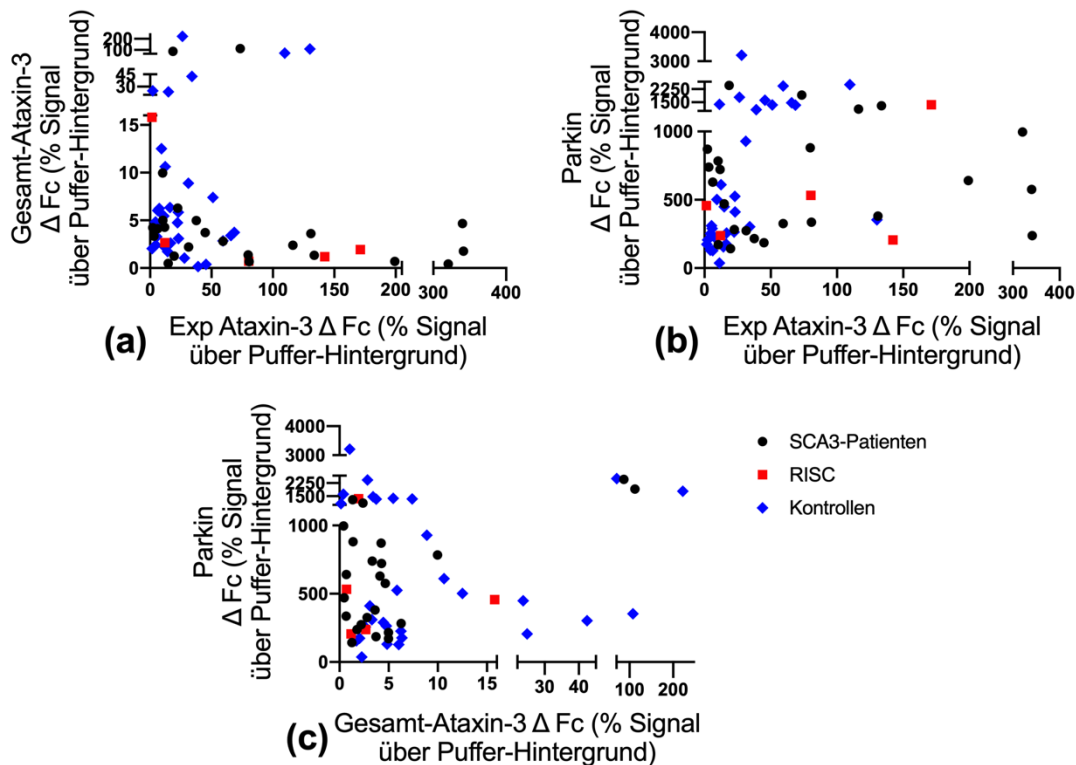 Gesamt-Ataxin-3
Δ Fc (% Signal
über Puffer-Hintergrund)
200
100
45
30
15
10
5
0
0 50 100 150 200 300 400
(a)
Exp Ataxin-3 Δ Fc (% Signal
über Puffer-Hintergrund)
Parkin
Δ Fc (% Signal
über Puffer-Hintergrund)
4000
3000
2250
1500
1000
500
0
0 50 100 150 200 300 400
(b)
Exp Ataxin-3 Δ Fc (% Signal
über Puffer-Hintergrund)
Parkin
Δ Fc (% Signal
über Puffer-Hintergrund)
4000
3000
2250
1500
1000
500
0
0 5 10 15 30 40 100 200
(c)
Gesamt-Ataxin-3 Δ Fc (% Signal
über Puffer-Hintergrund)
SCA3-Patienten
RISC
Kontrollen